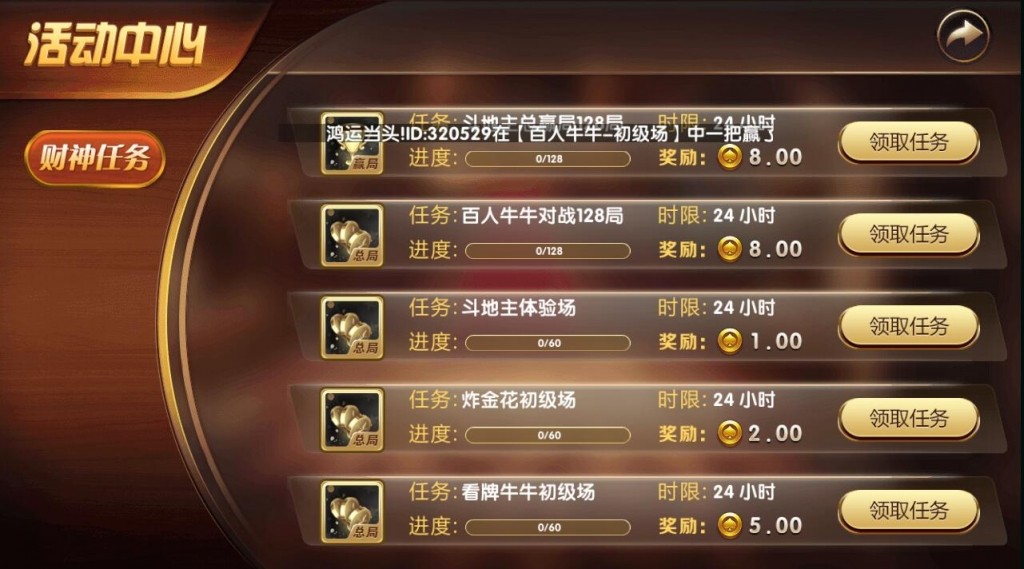 活动中心
财神任务
任务:斗地主总赢局128局 时限:24 小时
鸿运当头!ID:320529在【百人牛牛-初级场】中一把赢了
赢局 进度: 0/128 奖励: 8.00 领取任务
任务:百人牛牛对战128局 时限:24 小时
总局 进度: 0/128 奖励: 8.00 领取任务
任务:斗地主体验场 时限:24 小时
总局 进度: 0/60 奖励: 1.00 领取任务
任务:炸金花初级场 时限:24 小时
总局 进度: 0/60 奖励: 2.00 领取任务
任务:看牌牛牛初级场 时限:24 小时
总局 进度: 0/60 奖励: 5.00 领取任务